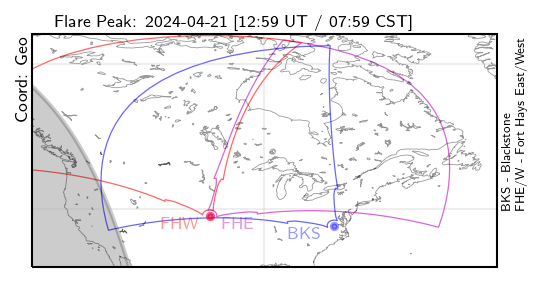 Flare Peak: 2024-04-21 [12:59 UT / 07:59 CST]
Coord: Geo
FHW
FHE
BKS
BKS - Blackstone
FHE/W - Fort Hays East/West